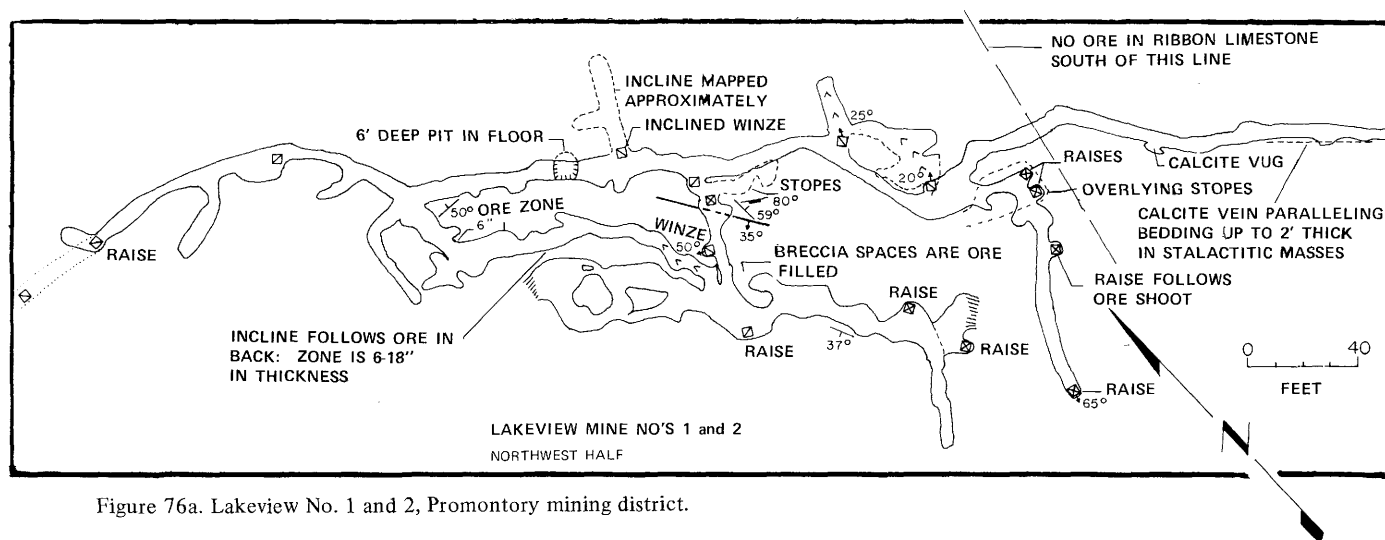 NO ORE IN RIBBON LIMESTONE
SOUTH OF THIS LINE
INCLINE MAPPED
APPROXIMATELY
25°
6' DEEP PIT IN FLOOR
INCLINED WINZE
RAISES
CALCITE VUG
20°
STOPES
OVERLYING STOPES
80°
50°
ORE ZONE
59°
6"
35°
CALCITE VEIN PARALLELING
BEDDING UP TO 2' THICK
IN STALACTITIC MASSES
WINZE
50°
RAISE
BRECCIA SPACES ARE ORE
FILLED
RAISE FOLLOWS
ORE SHOOT
RAISE
INCLINE FOLLOWS ORE IN
BACK: ZONE IS 6-18"
IN THICKNESS
RAISE
37°
RAISE
0 40
FEET
RAISE
65°
LAKEVIEW MINE NO'S 1 and 2
NORTHWEST HALF
N
Figure 76a. Lakeview No. 1 and 2, Promontory mining district.